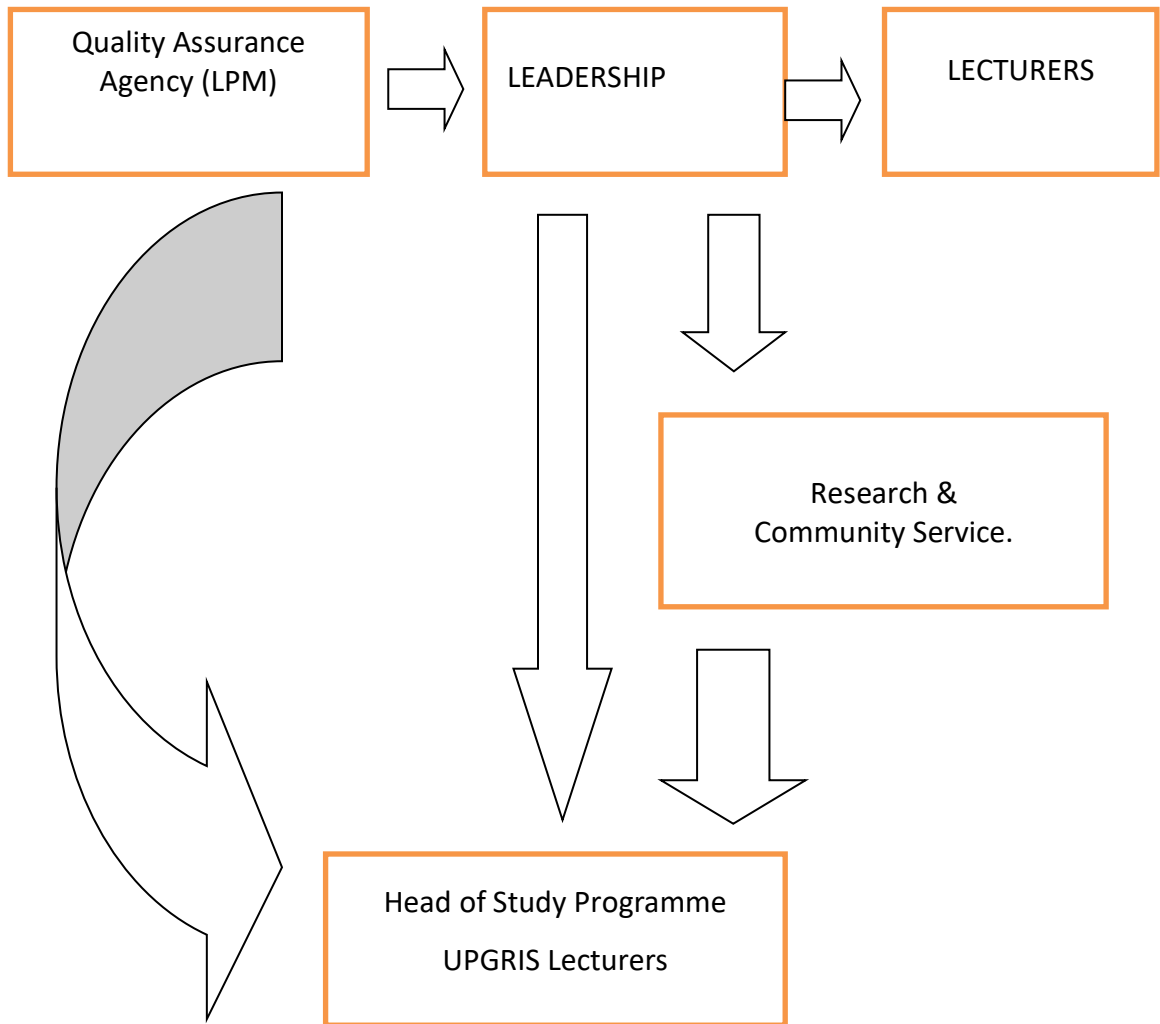 Quality Assurance
Agency (LPM)
LEADERSHIP
LECTURERS
Research &
Community Service.
Head of Study Programme
UPGRIS Lecturers